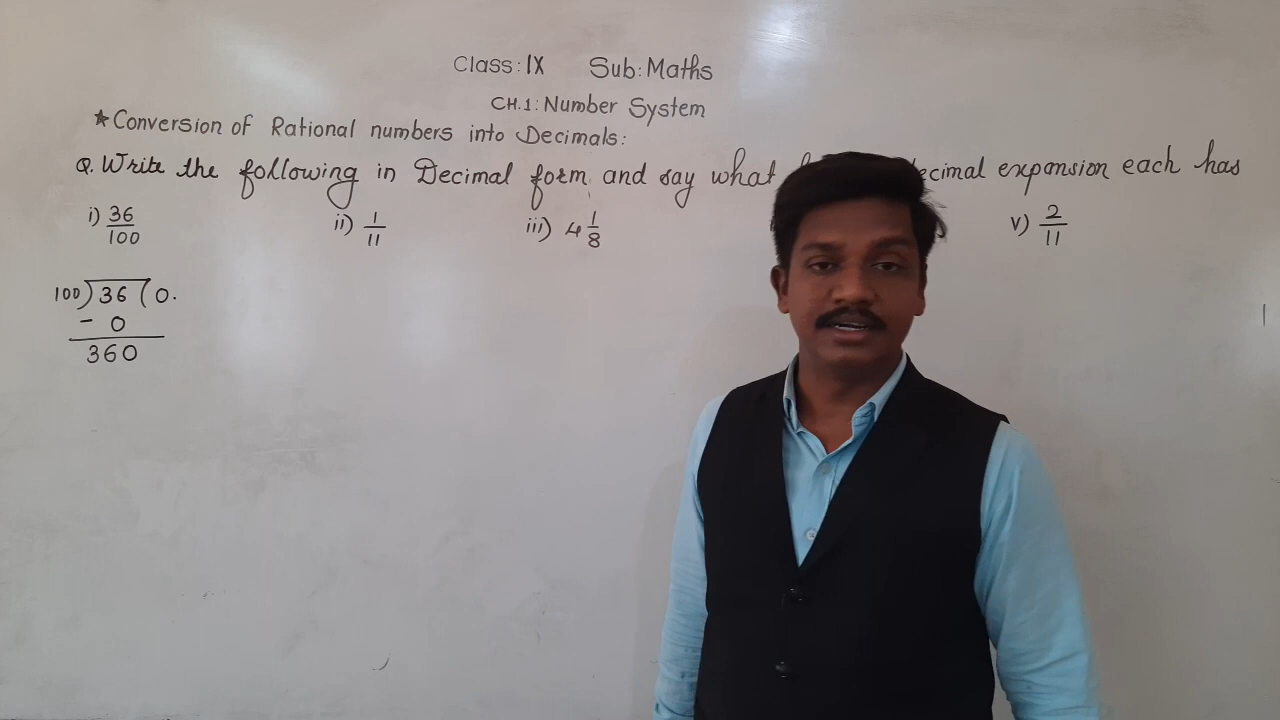 Class: IX Sub: Maths
CH.1: Number System
★Conversion of Rational numbers into Decimals:
Q. Write the following in Decimal form and say what decimal expansion each has
i) 36/100 ii) 1/11 iii) 4 1/8 v) 2/11
100)36(0.
- 0
360